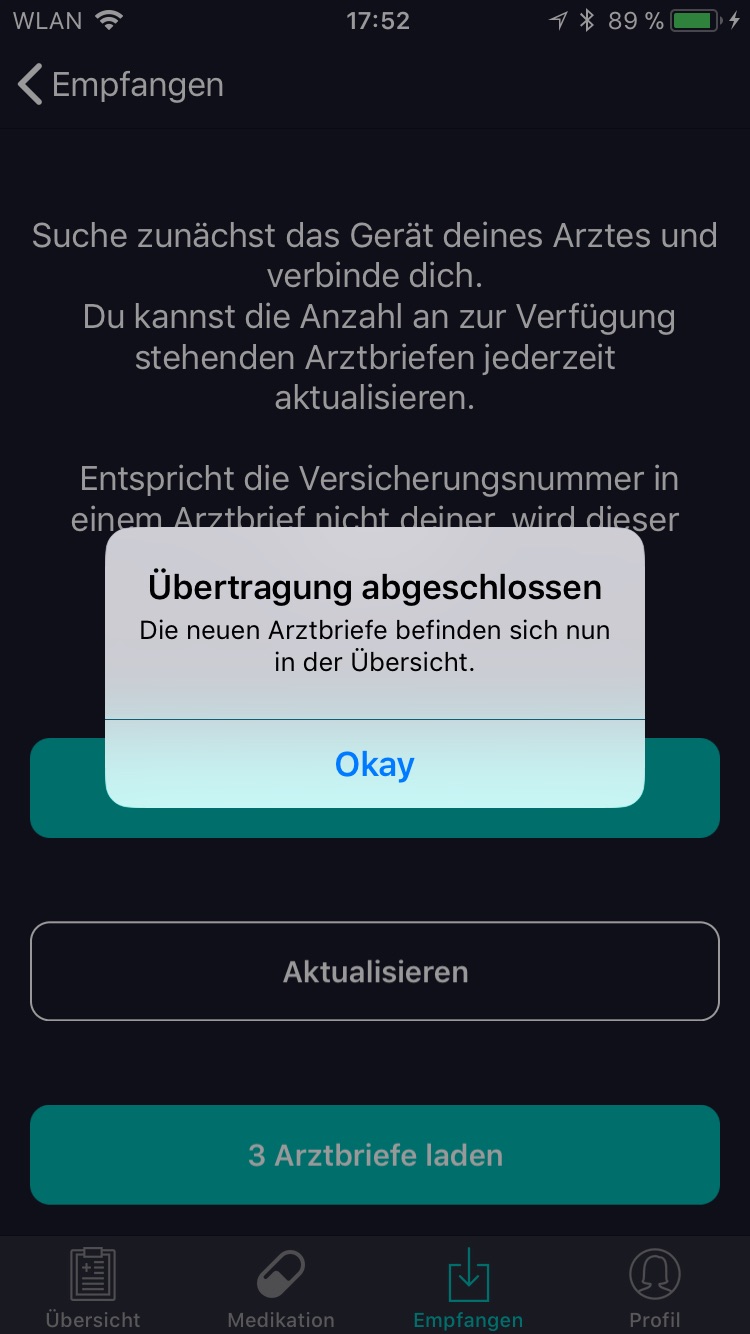 WLAN 17:52 89 %
Empfangen
Suche zunächst das Gerät deines Arztes und
verbinde dich.
Du kannst die Anzahl an zur Verfügung
stehenden Arztbriefen jederzeit
aktualisieren.
Entspricht die Versicherungsnummer in
einem Arztbrief nicht deiner, wird dieser
Übertragung abgeschlossen
Die neuen Arztbriefe befinden sich nun
in der Übersicht.
Okay
Aktualisieren
3 Arztbriefe laden
Übersicht Medikation Empfangen Profil